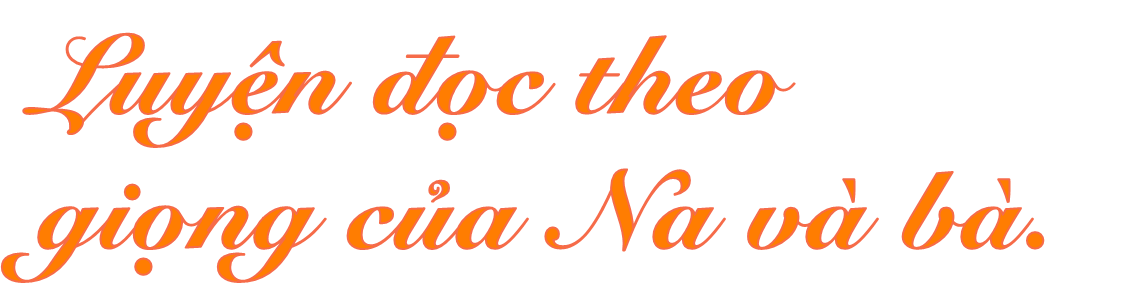 Luyện đọc theo
giọng của Na và bà.